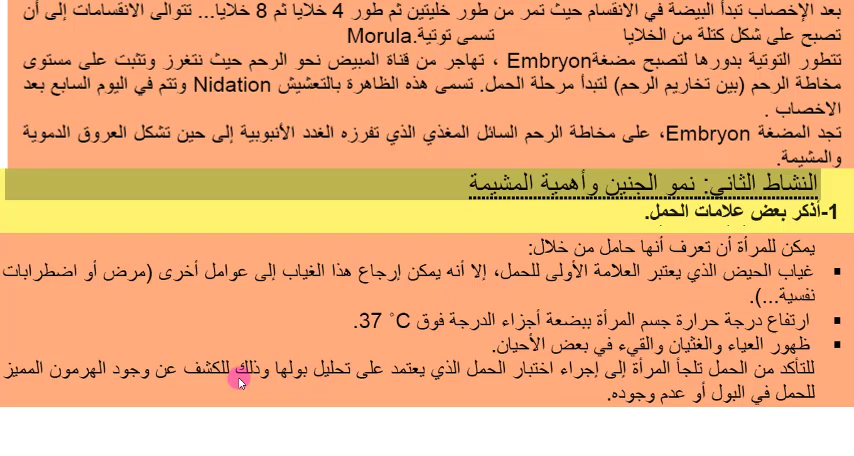 بعد الإخصاب تبدأ البيضة في الانقسام حيث تمر من طور خليتين ثم طور 4 خلايا ثم 8 خلايا... تتوالى الانقسامات إلى أن
تصبح على شكل كتلة من الخلايا تسمى توتية.Morula
تتطور التوتية بدورها لتصبح مضغةEmbryon ، تهاجر من قناة المبيض نحو الرحم حيث تنغرز وتثبت على مستوى
مخاطة الرحم (بين تخاريم الرحم) لتبدأ مرحلة الحمل. تسمى هذه الظاهرة بالتعشيش Nidation وتتم في اليوم السابع بعد
الاخصاب .
تجد المضغة Embryon، على مخاطة الرحم السائل المغذي الذي تفرزه الغدد الأنبوبية إلى حين تشكل العروق الدموية
والمشيمة.
النشاط الثاني: نمو الجنين وأهمية المشيمة
1-أذكر بعض علامات الحمل.
يمكن للمرأة أن تعرف أنها حامل من خلال:
▪ غياب الحيض الذي يعتبر العلامة الأولى للحمل، إلا أنه يمكن إرجاع هذا الغياب إلى عوامل أخرى (مرض أو اضطرابات
نفسية...).
▪ ارتفاع درجة حرارة جسم المرأة ببضعة أجزاء الدرجة فوق 37 °C.
▪ ظهور العياء والغثيان والقيء في بعض الأحيان.
للتأكد من الحمل تلجأ المرأة إلى إجراء اختبار الحمل الذي يعتمد على تحليل بولها وذلك للكشف عن وجود الهرمون المميز
للحمل في البول أو عدم وجوده.